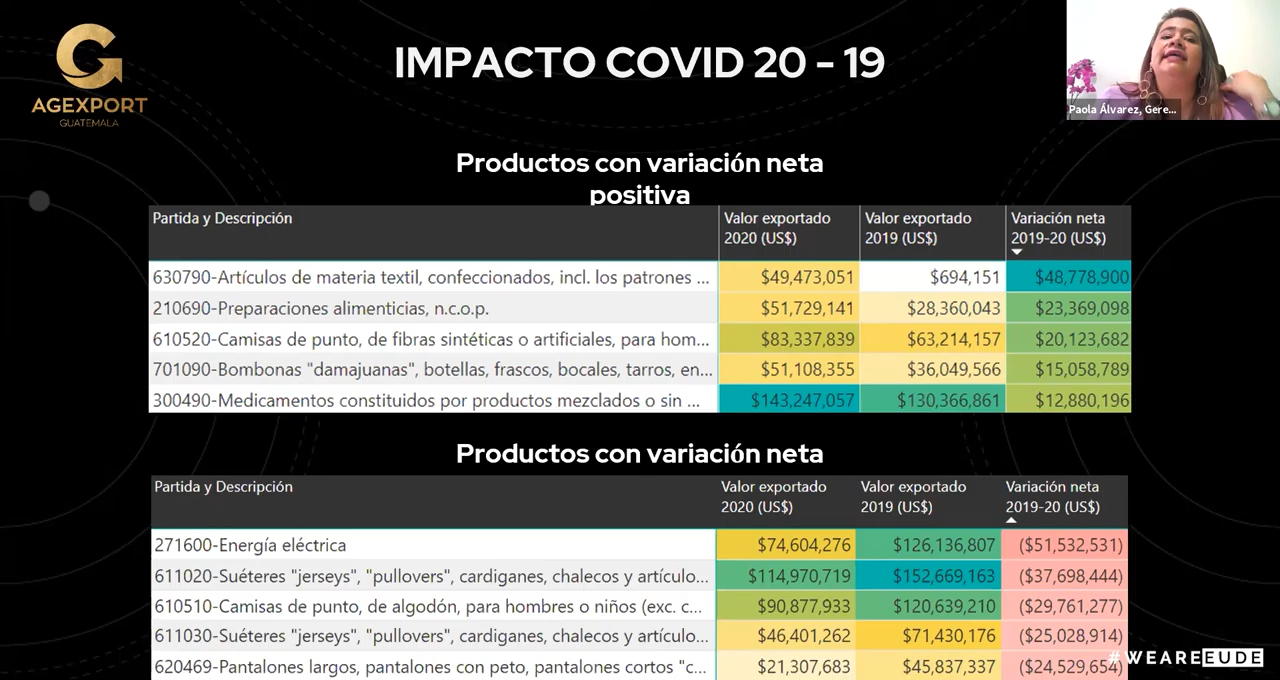 AGEXPORT
GUATEMALA
IMPACTO COVID 20 - 19
Paola Álvarez, Gere...
Productos con variación neta
positiva
Partida y Descripción Valor exportado 2020 (US$) Valor exportado 2019 (US$) Variación neta 2019-20 (US$)
630790-Artículos de materia textil, confeccionados, incl. los patrones ... $49,473,051 $694,151 $48,778,900
210690-Preparaciones alimenticias, n.c.o.p. $51,729,141 $28,360,043 $23,369,098
610520-Camisas de punto, de fibras sintéticas o artificiales, para hom... $83,337,839 $63,214,157 $20,123,682
701090-Bombonas "damajuanas", botellas, frascos, bocales, tarros, en... $51,108,355 $36,049,566 $15,058,789
300490-Medicamentos constituidos por productos mezclados o sin ... $143,247,057 $130,366,861 $12,880,196
Productos con variación neta
Partida y Descripción Valor exportado 2020 (US$) Valor exportado 2019 (US$) Variación neta 2019-20 (US$)
271600-Energía eléctrica $74,604,276 $126,136,807 ($51,532,531)
611020-Suéteres "jerseys", "pullovers", cardiganes, chalecos y artículo... $114,970,719 $152,669,163 ($37,698,444)
610510-Camisas de punto, de algodón, para hombres o niños (exc. c... $90,877,933 $120,639,210 ($29,761,277)
611030-Suéteres "jerseys", "pullovers", cardiganes, chalecos y artículo... $46,401,262 $71,430,176 ($25,028,914)
620469-Pantalones largos, pantalones con peto, pantalones cortos "c... $21,307,683 $45,837,337 ($24,529,654)
#WEAREEUDE